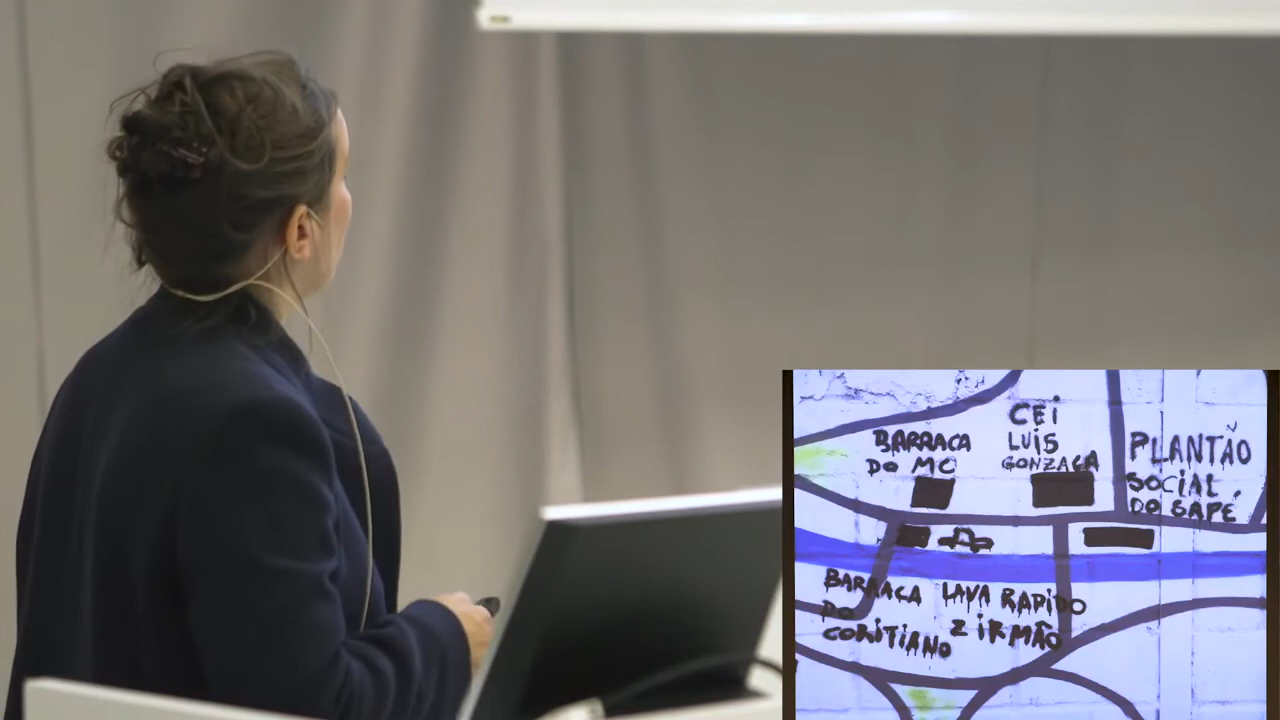 CEI
LUIS
GONZAGA
BARRACA
DO MC
PLANTÃO
SOCIAL
DO SAPÉ
BARRACA
DO
CORITIANO
LAVA RAPIDO
2 IRMÃO